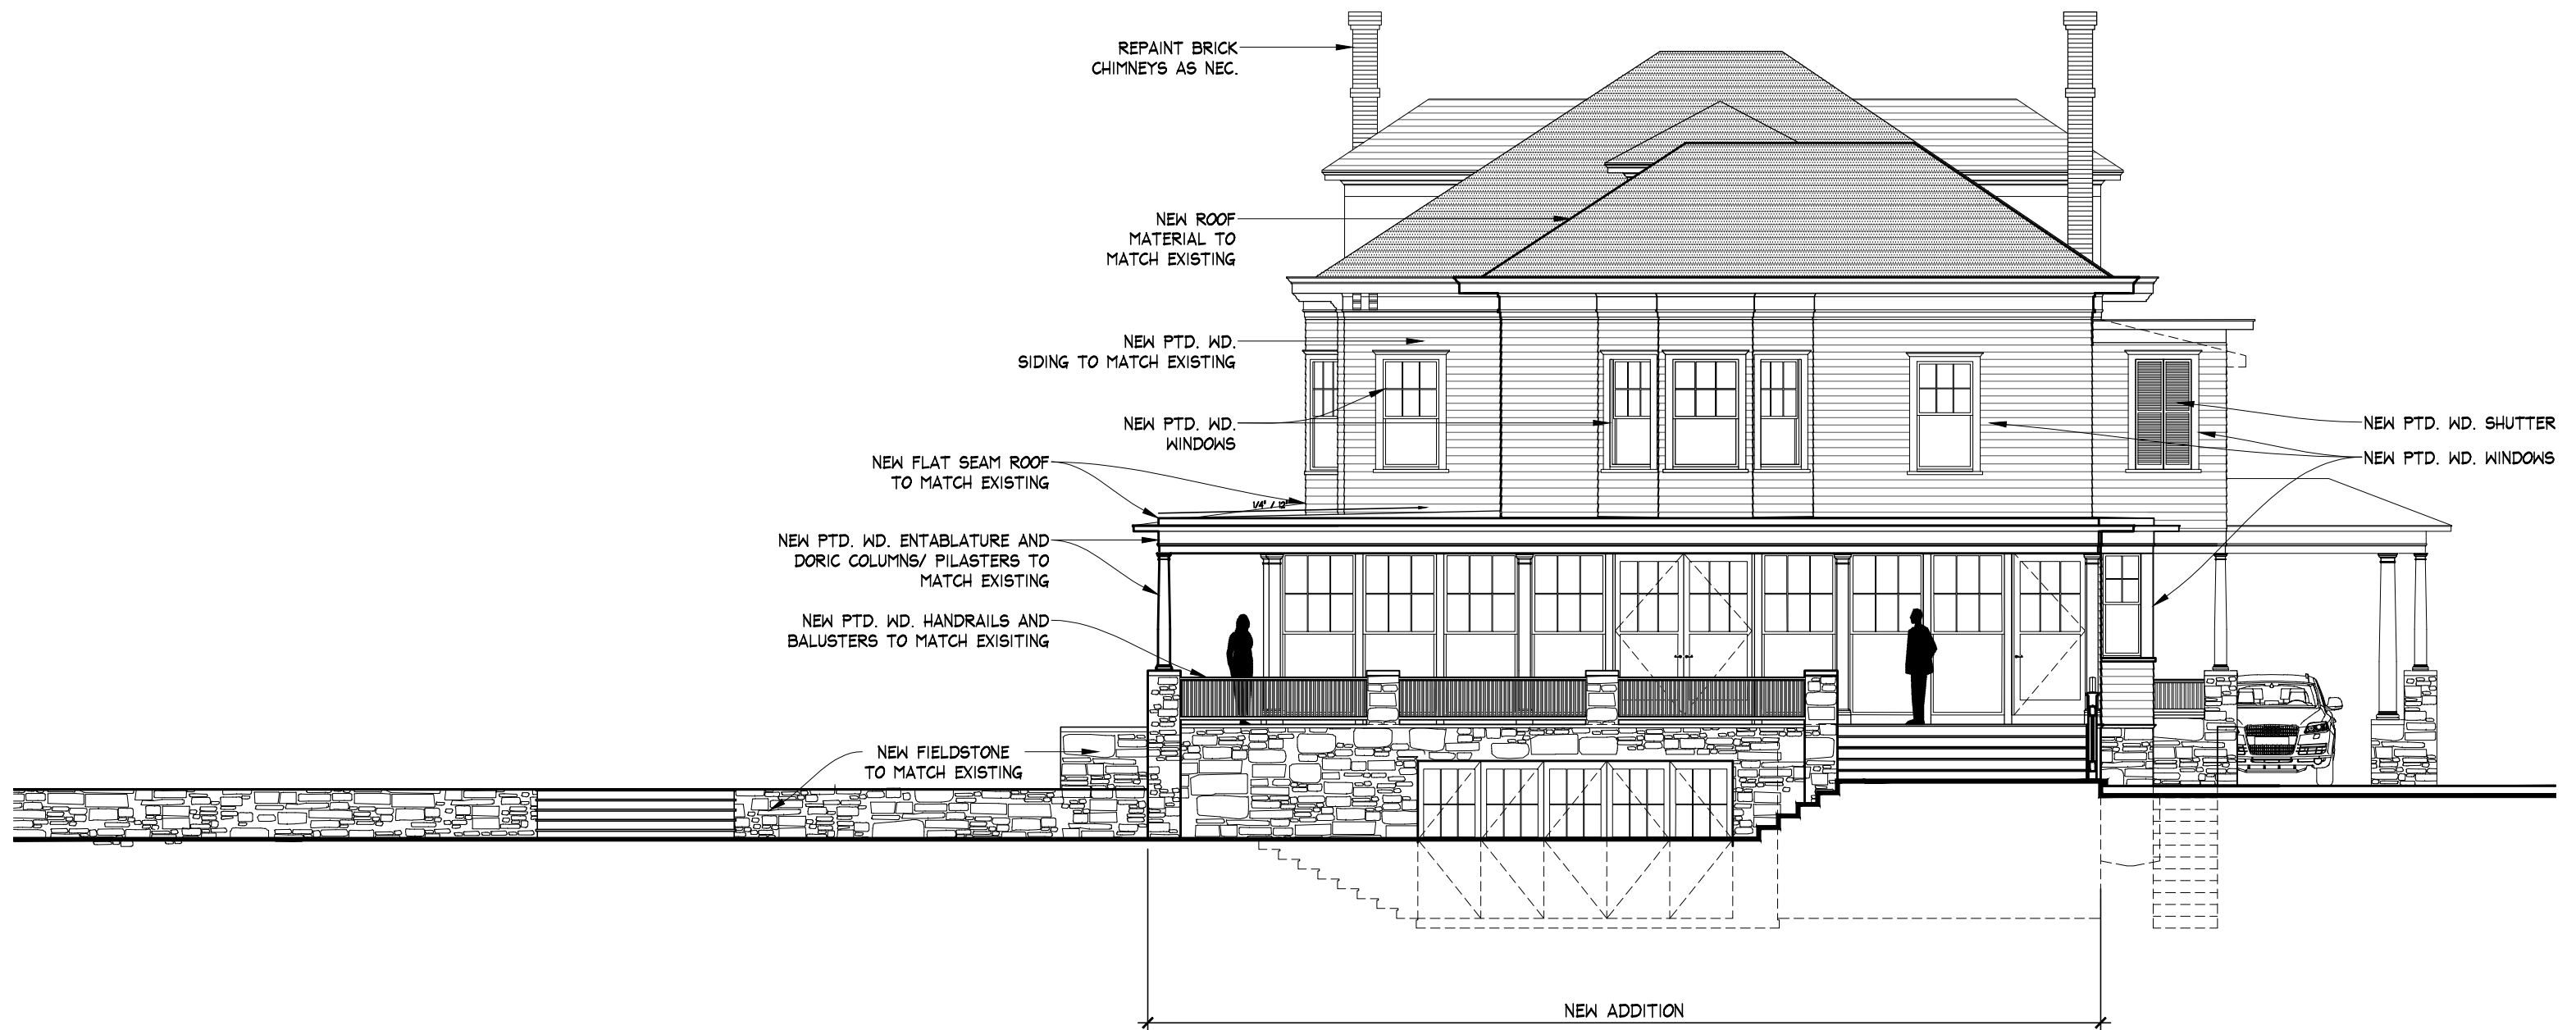 REPAINT BRICK
CHIMNEYS AS NEC.
NEW ROOF
MATERIAL TO
MATCH EXISTING
NEW PTD. WD.
SIDING TO MATCH EXISTING
NEW PTD. WD.
WINDOWS
NEW PTD. WD. SHUTTER
NEW PTD. WD. WINDOWS
NEW FLAT SEAM ROOF
TO MATCH EXISTING
1/4" / 12"
NEW PTD. WD. ENTABLATURE AND
DORIC COLUMNS/ PILASTERS TO
MATCH EXISTING
NEW PTD. WD. HANDRAILS AND
BALUSTERS TO MATCH EXISITING
NEW FIELDSTONE
TO MATCH EXISTING
NEW ADDITION